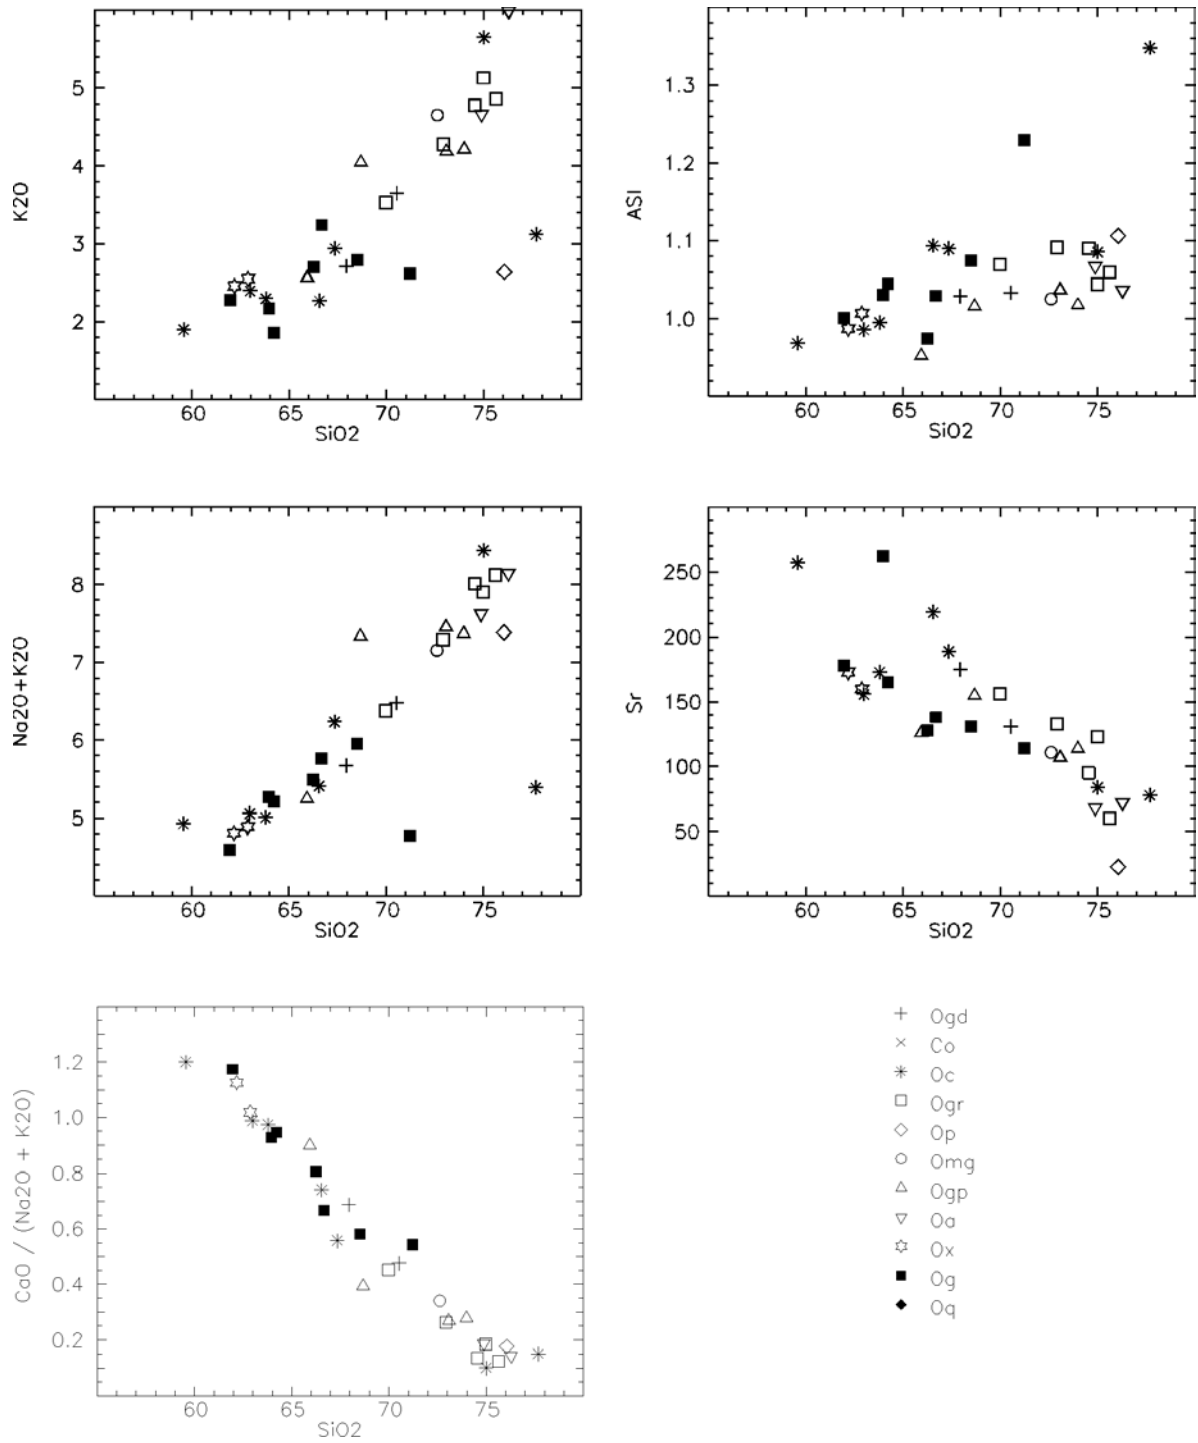 K2O
5
4
3
2
60 65 70 75
SiO2
ASI
1.3
1.2
1.1
1.0
60 65 70 75
SiO2
Na2O+K2O
8
7
6
5
60 65 70 75
SiO2
Sr
250
200
150
100
50
60 65 70 75
SiO2
CaO / (Na2O + K2O)
1.2
1.0
0.8
0.6
0.4
0.2
60 65 70 75
SiO2
Ogd
Co
Oc
Ogr
Op
Omg
Ogp
Oa
Ox
Og
Oq